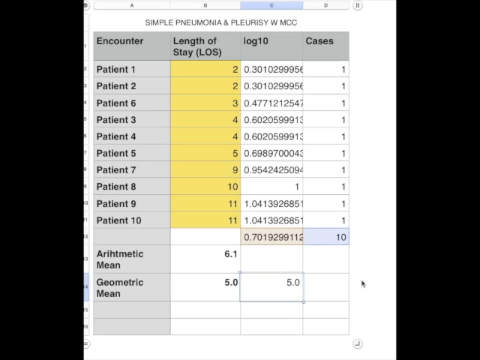 SIMPLE PNEUMONIA & PLEURISY W MCC
A B C D
Encounter Length of Stay (LOS) log10 Cases
Patient 1 2 0.3010299956 1
Patient 2 2 0.3010299956 1
Patient 6 3 0.4771212547 1
Patient 3 4 0.6020599913 1
Patient 4 4 0.6020599913 1
Patient 5 5 0.6989700043 1
Patient 7 9 0.9542425094 1
Patient 8 10 1 1
Patient 9 11 1.0413926851 1
Patient 10 11 1.0413926851 1
0.7019299112 10
Arihtmetic Mean 6.1
Geometric Mean 5.0 5.0